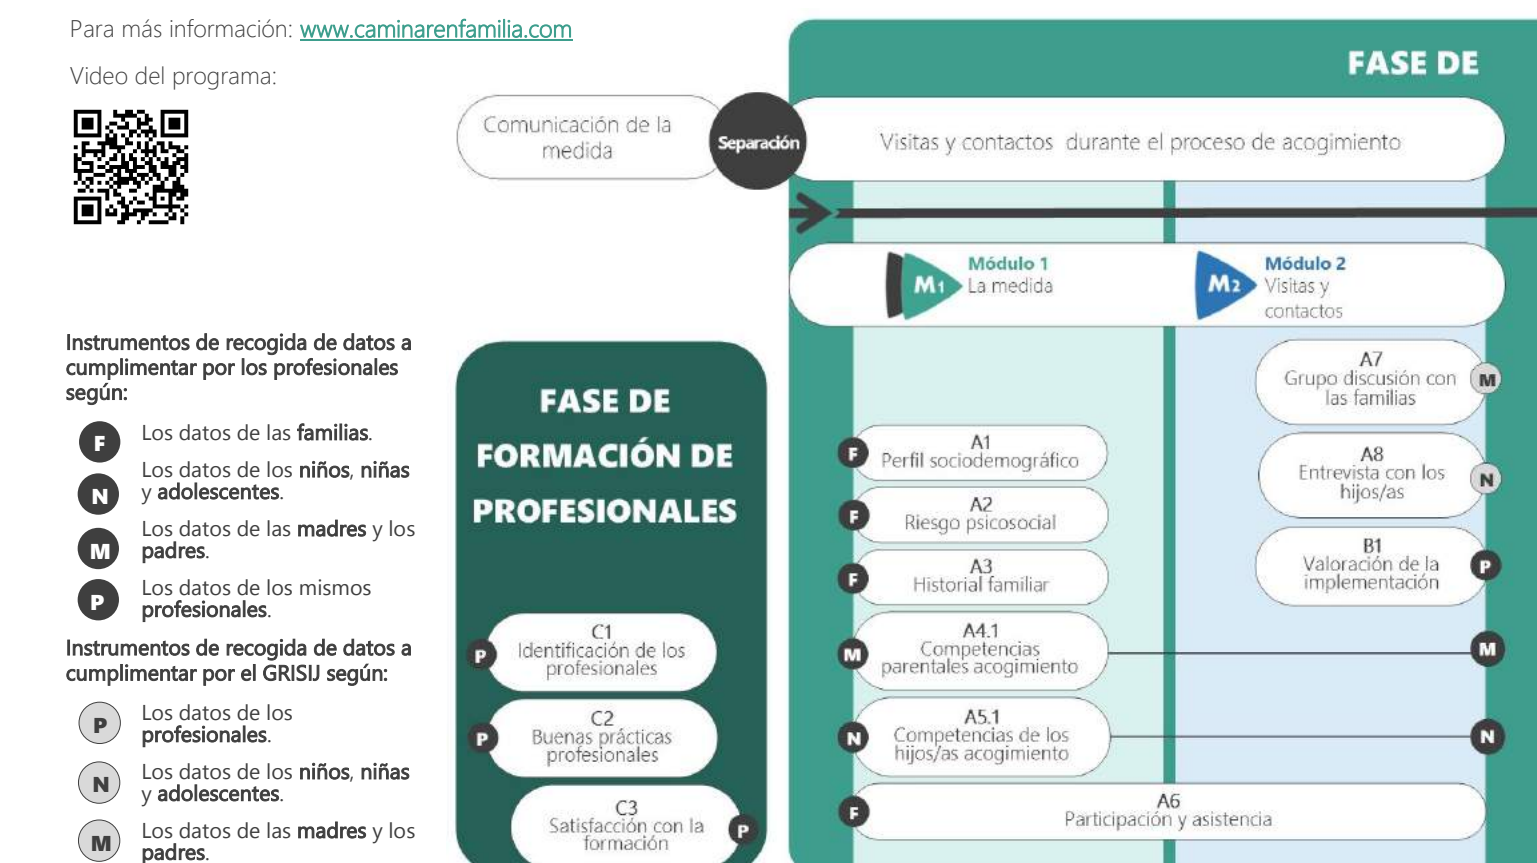 Para más información: www.caminarenfamilia.com
Video del programa:
FASE DE
Comunicación de la
medida
Separación
Visitas y contactos durante el proceso de acogimiento
M1
Módulo 1
La medida
M2
Módulo 2
Visitas y
contactos
Instrumentos de recogida de datos a
cumplimentar por los profesionales
según:
F
Los datos de las familias.
N
Los datos de los niños, niñas
y adolescentes.
M
Los datos de las madres y los
padres.
P
Los datos de los mismos
profesionales.
Instrumentos de recogida de datos a
cumplimentar por el GRISIJ según:
P
Los datos de los
profesionales.
N
Los datos de los niños, niñas
y adolescentes.
M
Los datos de las madres y los
padres.
FASE DE
FORMACIÓN DE
PROFESIONALES
P
C1
Identificación de los
profesionales
P
C2
Buenas prácticas
profesionales
C3
Satisfacción con la
formación
P
F
A1
Perfil sociodemográfico
F
A2
Riesgo psicosocial
F
A3
Historial familiar
M
A4.1
Competencias
parentales acogimiento
M
N
A5.1
Competencias de los
hijos/as acogimiento
N
F
A6
Participación y asistencia
A7
Grupo discusión con
las familias
M
A8
Entrevista con los
hijos/as
N
B1
Valoración de la
implementación
P